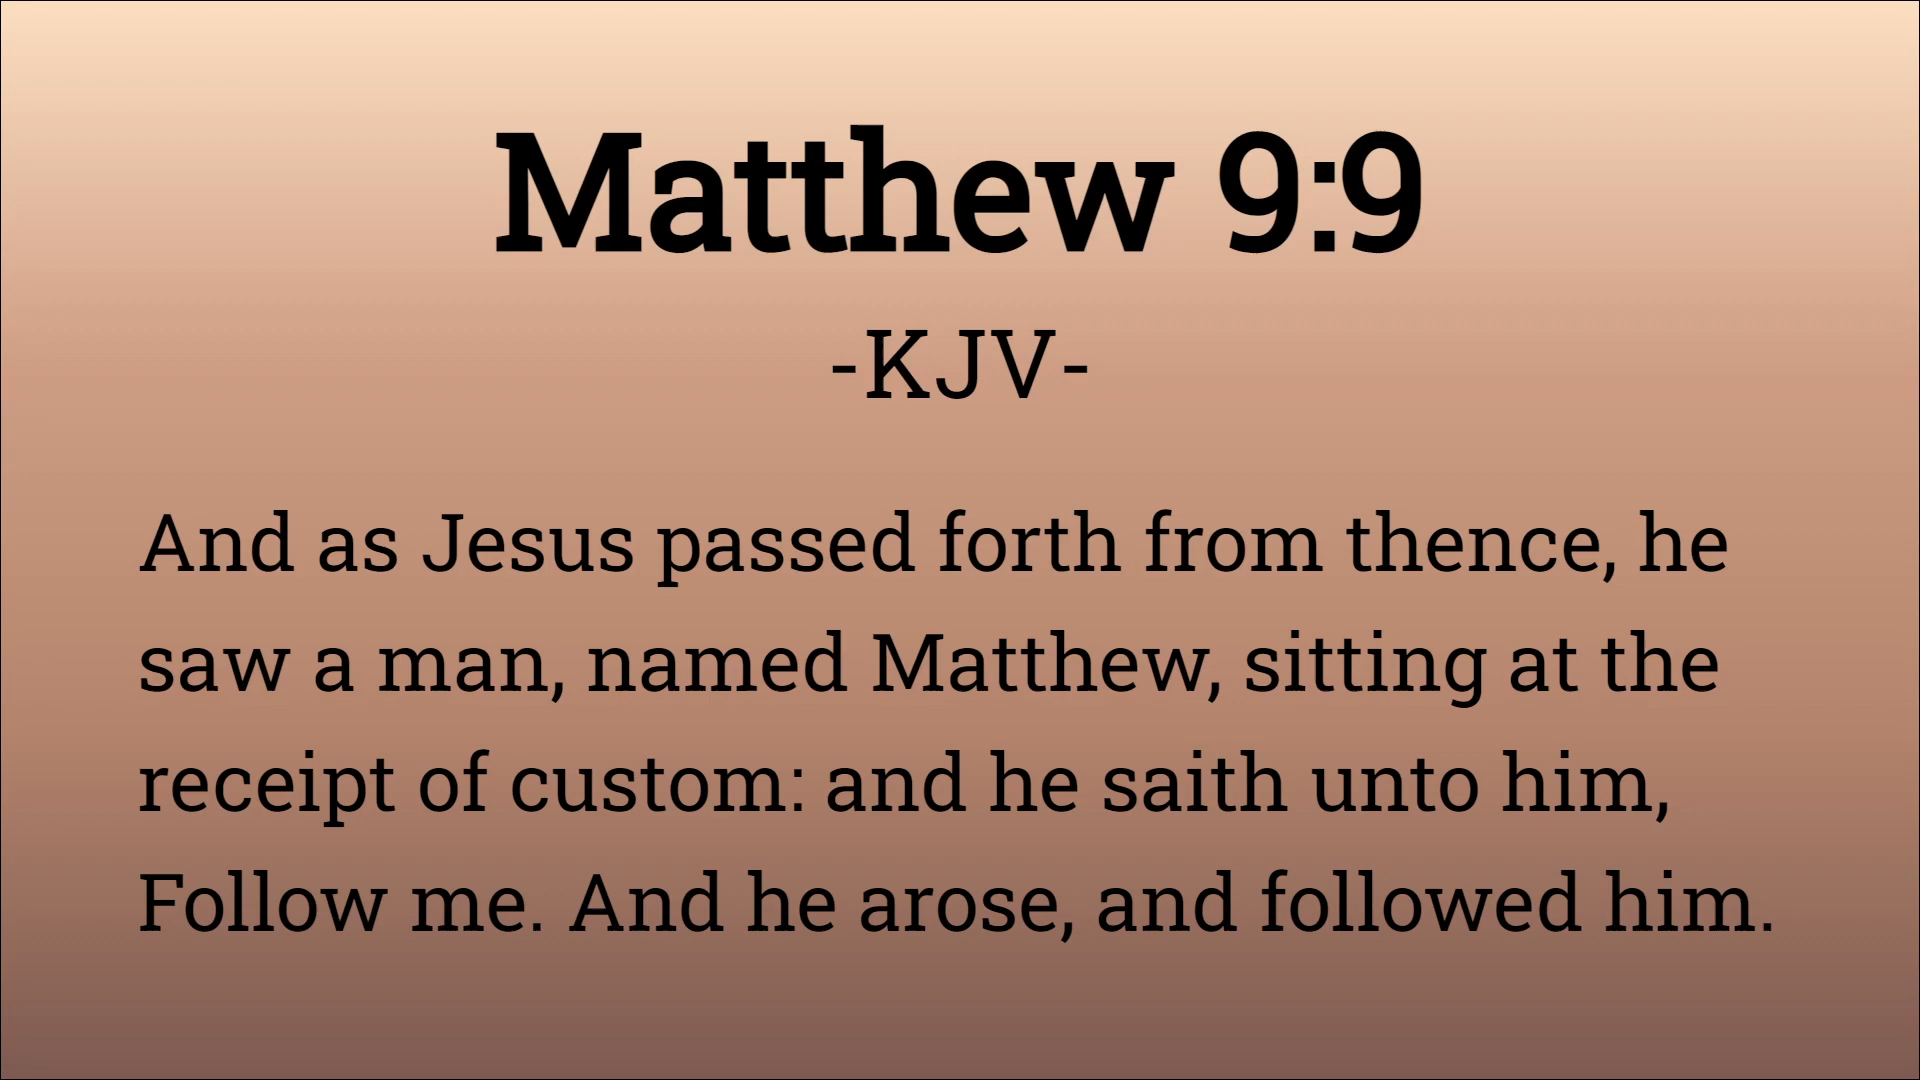 Matthew 9:9
-KJV-
And as Jesus passed forth from thence, he
saw a man, named Matthew, sitting at the
receipt of custom: and he saith unto him,
Follow me. And he arose, and followed him.